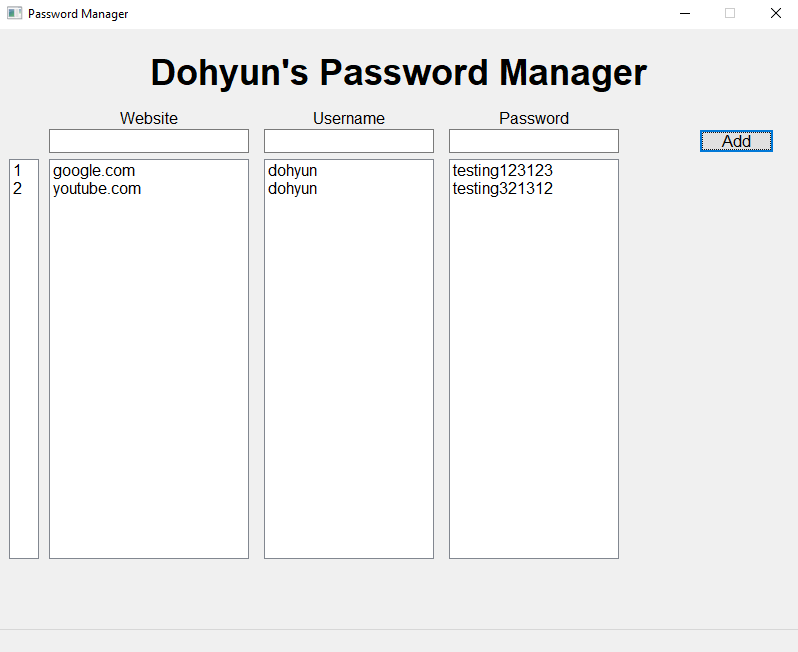 Password Manager
Dohyun's Password Manager
Website Username Password
Add
1 google.com dohyun testing123123
2 youtube.com dohyun testing321312